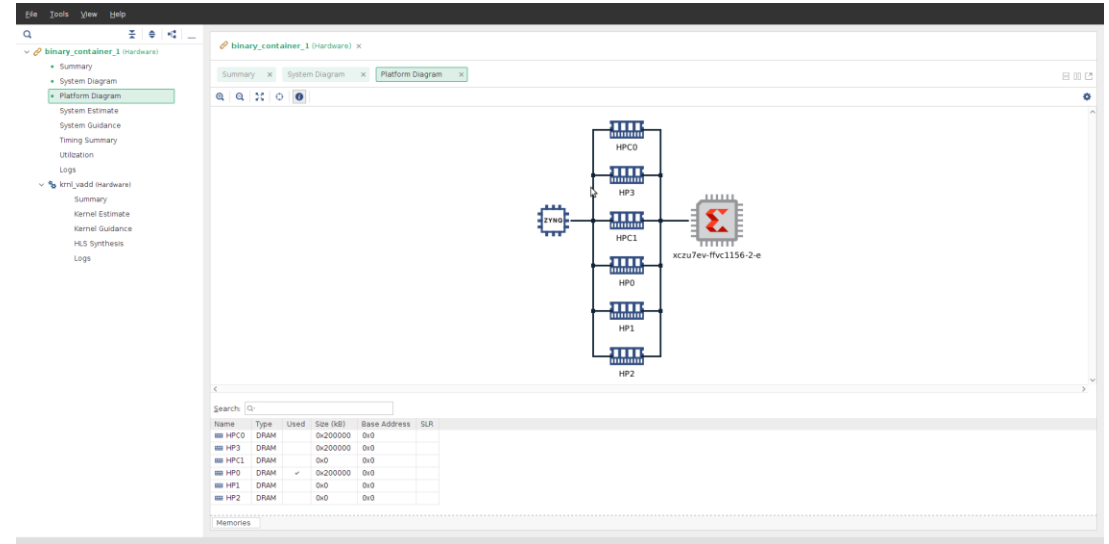 File Tools View Help
binary_container_1 (Hardware)
Summary
System Diagram
Platform Diagram
System Estimate
System Guidance
Timing Summary
Utilization
Logs
krnl_vadd (Hardware)
Summary
Kernel Estimate
Kernel Guidance
HLS Synthesis
Logs
binary_container_1 (Hardware) ×
Summary × System Diagram × Platform Diagram ×
HPC0
HP3
ZYNQ
HPC1
xczu7ev-ffvc1156-2-e
HP0
HP1
HP2
Search:
Name Type Used Size (kB) Base Address SLR
HPC0 DRAM 0x200000 0x0
HP3 DRAM 0x200000 0x0
HPC1 DRAM 0x0 0x0
HP0 DRAM ✓ 0x200000 0x0
HP1 DRAM 0x0 0x0
HP2 DRAM 0x0 0x0
Memories